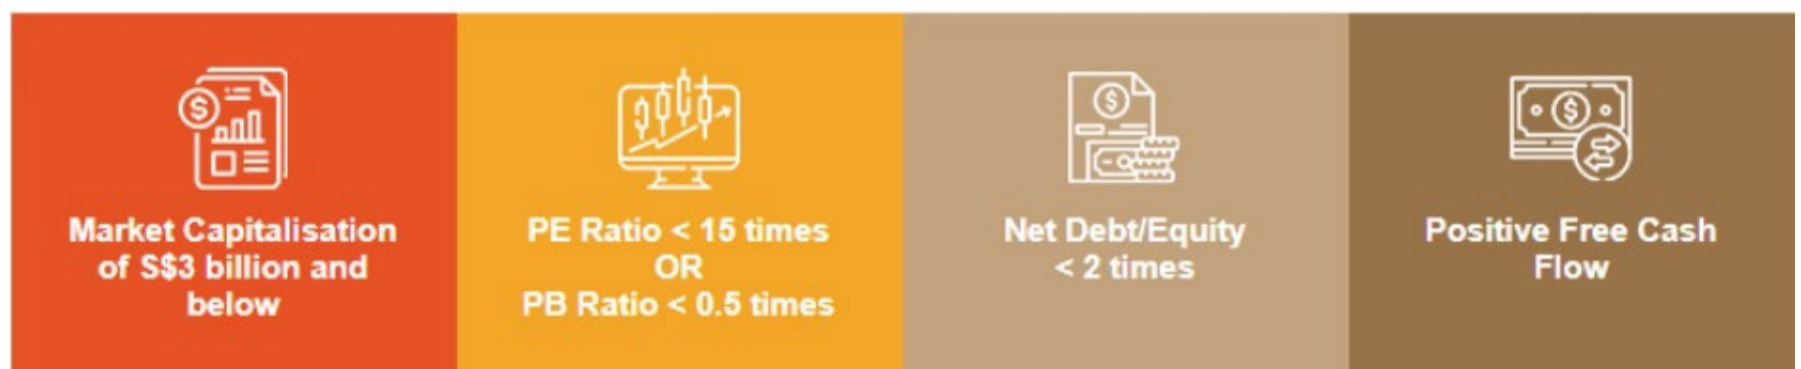 Market Capitalisation
of S$3 billion and
below
PE Ratio < 15 times
OR
PB Ratio < 0.5 times
Net Debt/Equity
< 2 times
Positive Free Cash
Flow